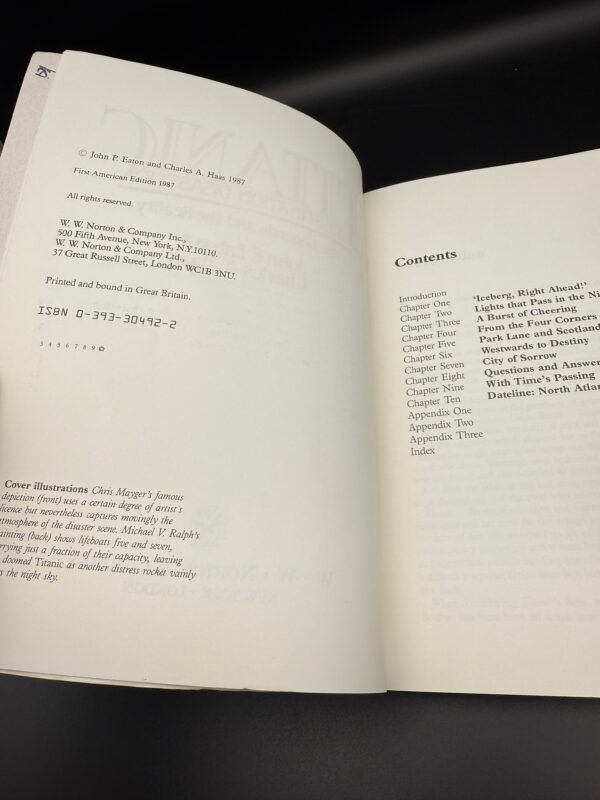 © John P. Eaton and Charles A. Haas 1987
First American Edition 1987
All rights reserved.
W. W. Norton & Company Inc.,
500 Fifth Avenue, New York, N.Y.10110.
W. W. Norton & Company Ltd.,
37 Great Russell Street, London WC1B 3NU.
Printed and bound in Great Britain.
ISBN 0-393-30492-2
3 4 5 6 7 8 9 0
Cover illustrations Chris Mayger's famous
depiction (front) uses a certain degree of artist s
licence but nevertheless captures movingly the
atmosphere of the disaster scene. Michael V. Ralph's
painting (back) shows lifeboats five and seven,
rrying just a fraction of their capacity, leaving
doomed Titanic as another distress rocket vainly
s the night sky.
Contents
Introduction
Chapter One 'Iceberg, Right Ahead!'
Chapter Two Lights that Pass in the Ni
Chapter Three A Burst of Cheering
Chapter Four From the Four Corners
Chapter Five Park Lane and Scotland
Chapter Six Westwards to Destiny
Chapter Seven City of Sorrow
Chapter Eight Questions and Answer
Chapter Nine With Time's Passing
Chapter Ten Dateline: North Atlan
Appendix One
Appendix Two
Appendix Three
Index